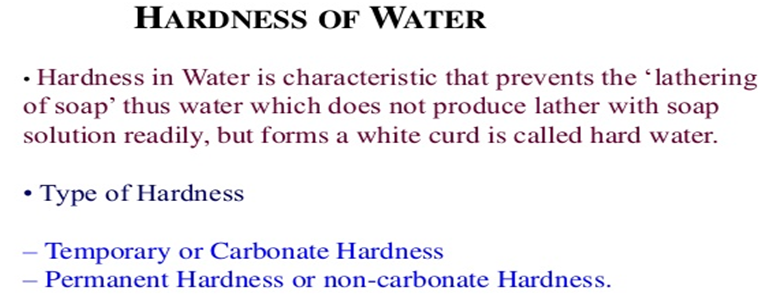 HARDNESS OF WATER
• Hardness in Water is characteristic that prevents the ‘lathering
of soap’ thus water which does not produce lather with soap
solution readily, but forms a white curd is called hard water.
• Type of Hardness
– Temporary or Carbonate Hardness
– Permanent Hardness or non-carbonate Hardness.